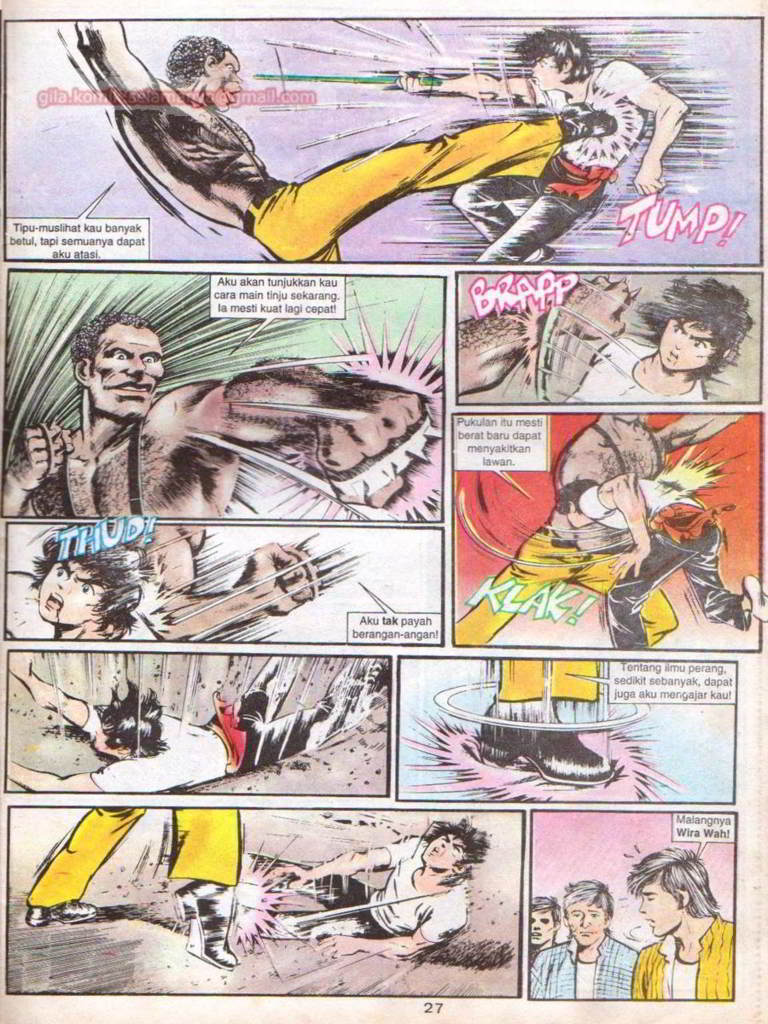 Tipu-muslihat kau banyak
betul, tapi semuanya dapat
aku atasi.
TUMP!
Aku akan tunjukkan kau
cara main tinju sekarang.
Ia mesti kuat lagi cepat!
BRAPP
Pukulan itu mesti
berat baru dapat
menyakitkan
lawan.
THUD!
Aku tak payah
berangan-angan!
KLAK!
Tentang ilmu perang,
sedikit sebanyak, dapat
juga aku mengajar kau!
Malangnya
Wira Wah!
27